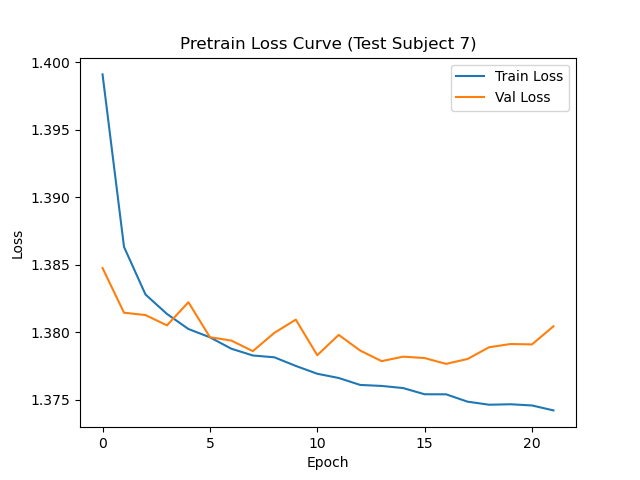 Pretrain Loss Curve (Test Subject 7)
Train Loss
Val Loss
1.400
1.395
1.390
1.385
1.380
1.375
Loss
0 5 10 15 20
Epoch